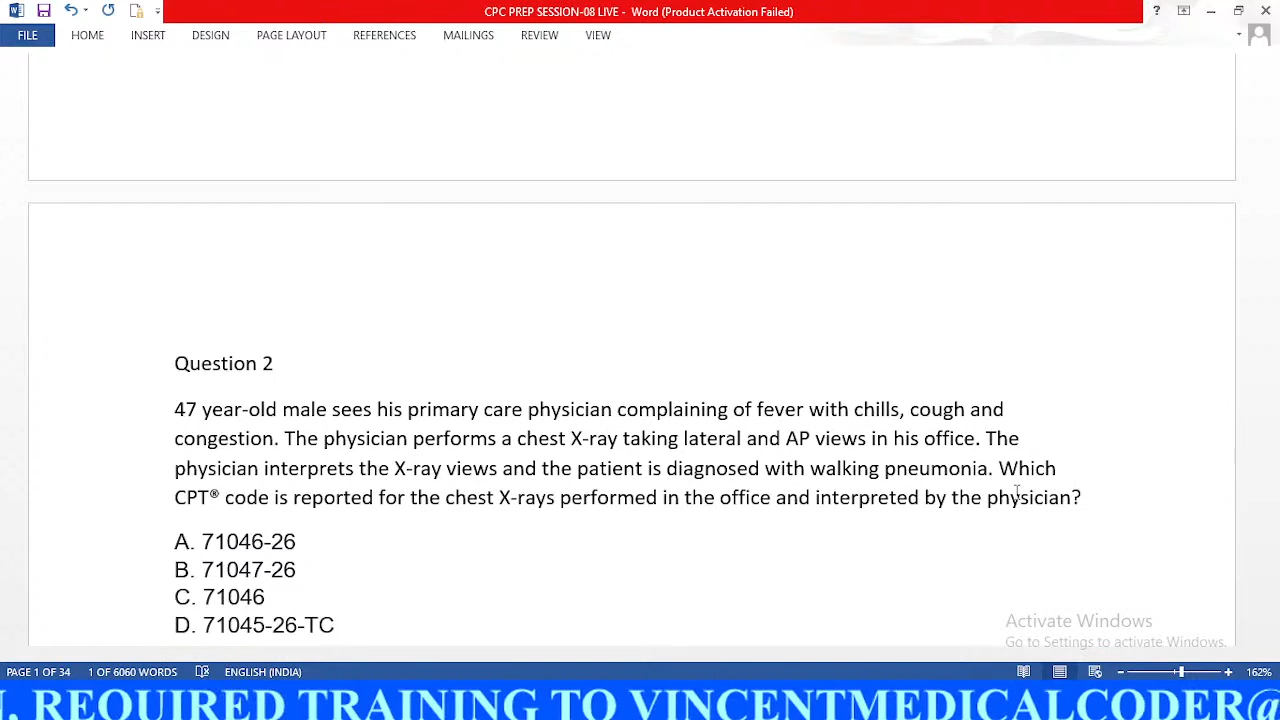 CPC PREP SESSION-08 LIVE - Word (Product Activation Failed)
FILE HOME INSERT DESIGN PAGE LAYOUT REFERENCES MAILINGS REVIEW VIEW
Question 2
47 year-old male sees his primary care physician complaining of fever with chills, cough and
congestion. The physician performs a chest X-ray taking lateral and AP views in his office. The
physician interprets the X-ray views and the patient is diagnosed with walking pneumonia. Which
CPT® code is reported for the chest X-rays performed in the office and interpreted by the physician?
A. 71046-26
B. 71047-26
C. 71046
D. 71045-26-TC
Activate Windows
Go to Settings to activate Windows.
PAGE 1 OF 34 1 OF 6060 WORDS ENGLISH (INDIA) 162%
N. REQUIRED TRAINING TO VINCENTMEDICALCODER@